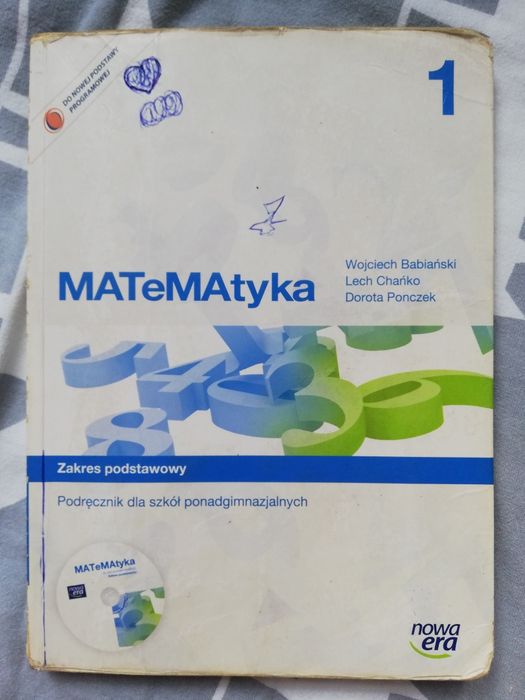 DO NOWEJ PODSTAWY
PROGRAMOWEJ
1
MATeMAtyka
Wojciech Babiański
Lech Chańko
Dorota Ponczek
Zakres podstawowy
Podręcznik dla szkół ponadgimnazjalnych
MATeMAtyka
nowa
era
nowa
era